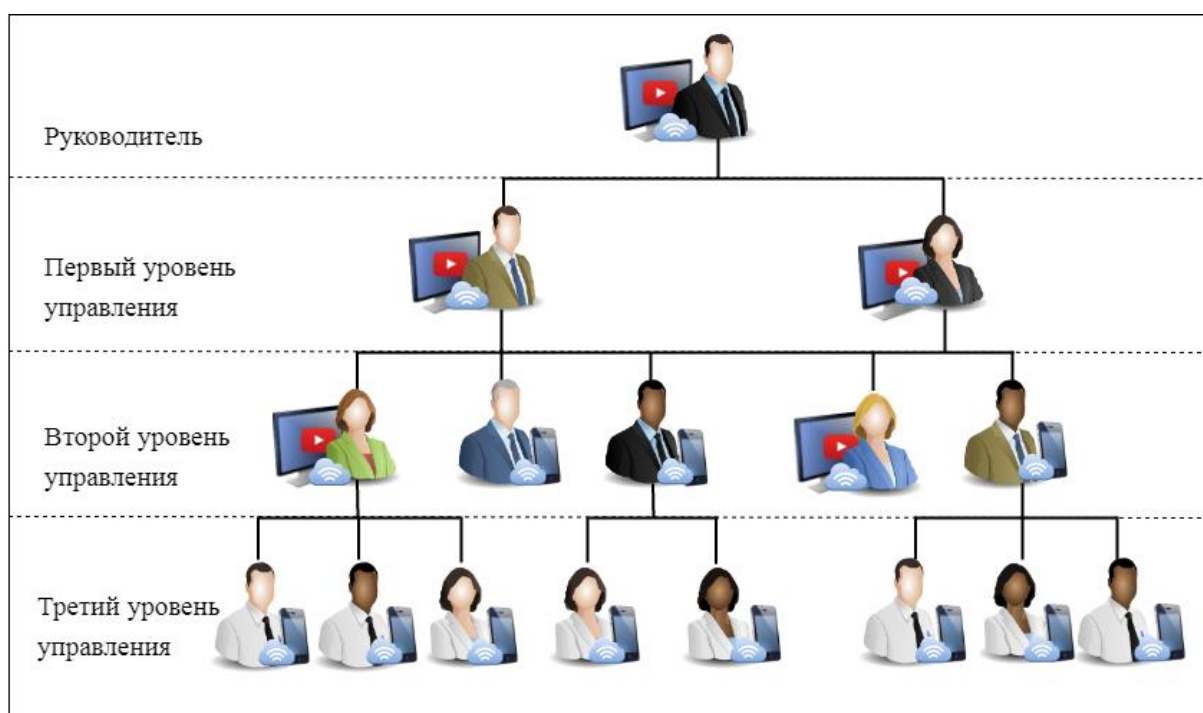 Руководитель
Первый уровень
управления
Второй уровень
управления
Третий уровень
управления